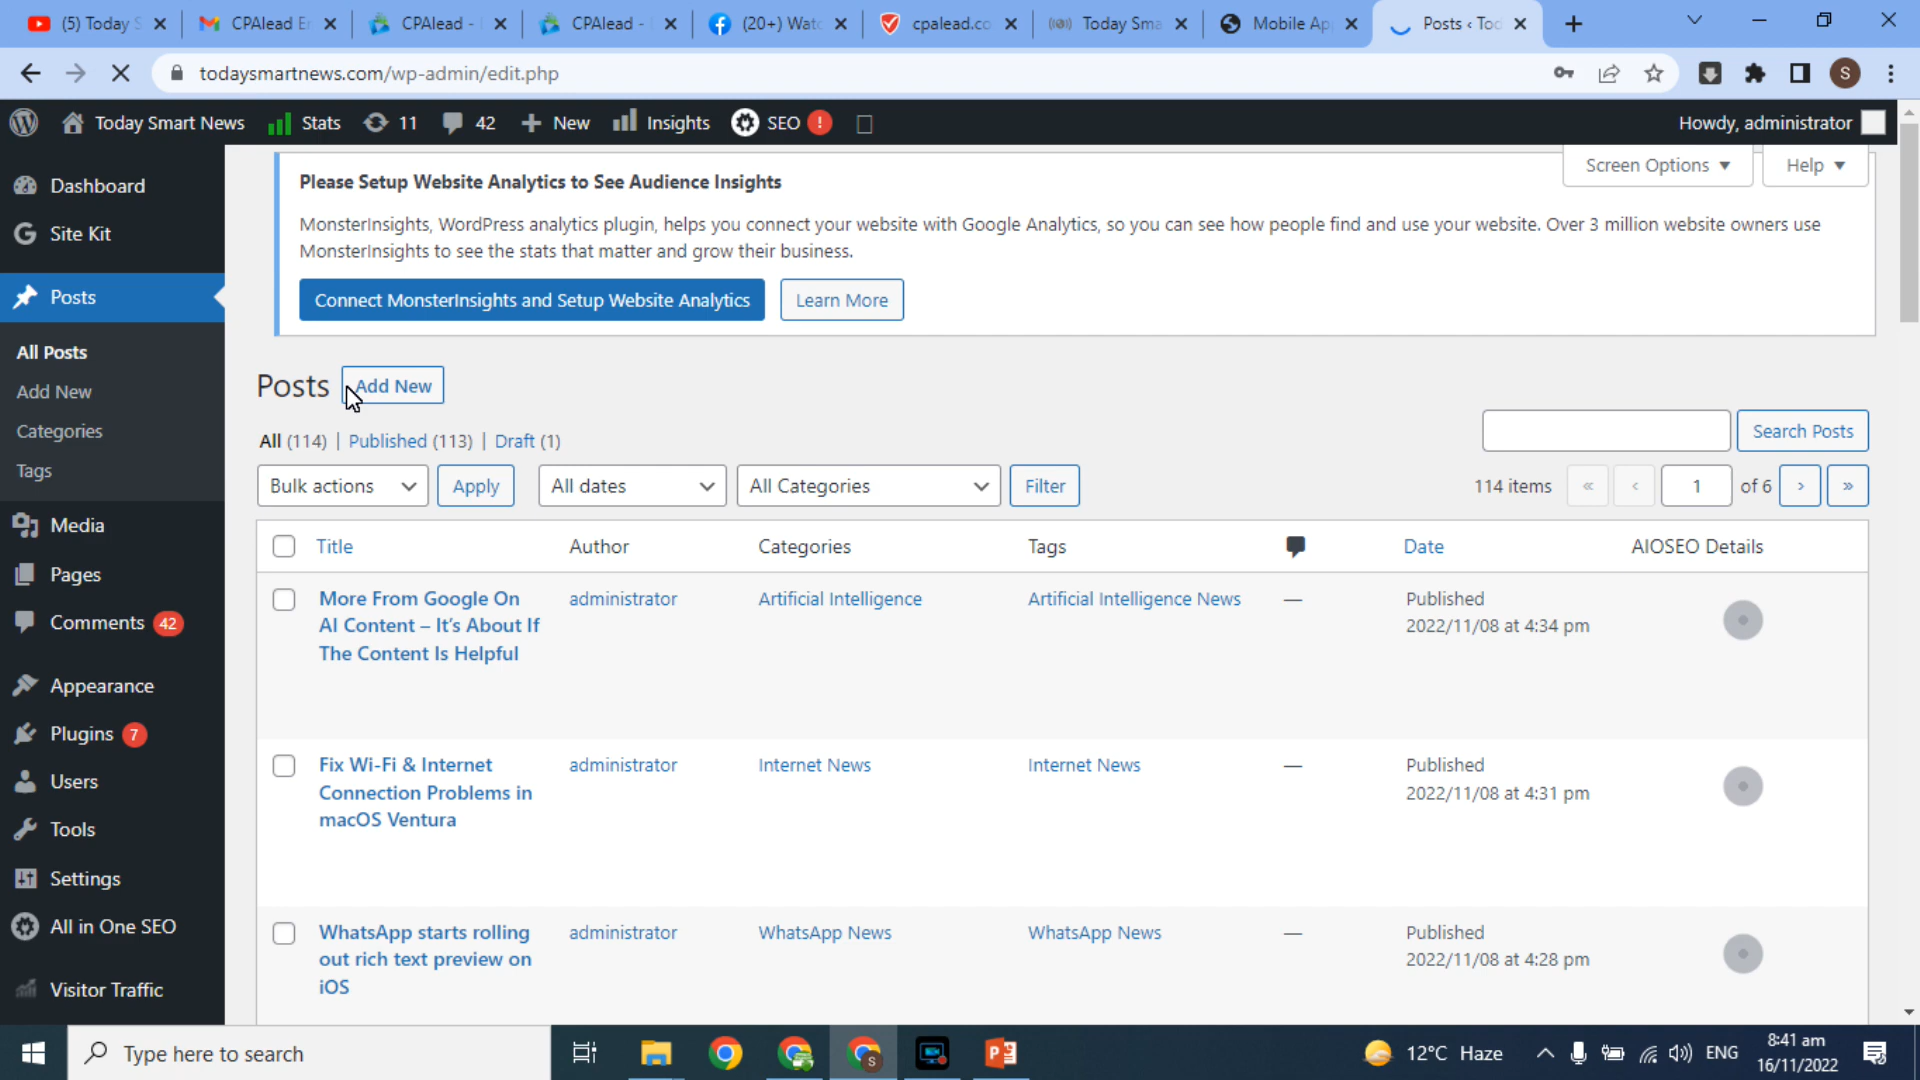 (5) Today S
CPAlead E
CPAlead -
CPAlead -
(20+) Wat
cpalead.co
Today Sma
Mobile Ap
Posts ‹ Too
todaysmartnews.com/wp-admin/edit.php
S
Today Smart News
Stats
11
42
New
Insights
SEO
!
Howdy, administrator
Dashboard
Site Kit
Posts
All Posts
Add New
Categories
Tags
Media
Pages
Comments 42
Appearance
Plugins 7
Users
Tools
Settings
All in One SEO
Visitor Traffic
Screen Options
Help
Please Setup Website Analytics to See Audience Insights
MonsterInsights, WordPress analytics plugin, helps you connect your website with Google Analytics, so you can see how people find and use your website. Over 3 million website owners use
MonsterInsights to see the stats that matter and grow their business.
Connect MonsterInsights and Setup Website Analytics
Learn More
Posts
Add New
All (114) | Published (113) | Draft (1)
Search Posts
Bulk actions
Apply
All dates
All Categories
Filter
114 items
«
‹
1
of 6
›
»
Title
Author
Categories
Tags
Date
AIOSEO Details
More From Google On
AI Content – It's About If
The Content Is Helpful
administrator
Artificial Intelligence
Artificial Intelligence News
—
Published
2022/11/08 at 4:34 pm
Fix Wi-Fi & Internet
Connection Problems in
macOS Ventura
administrator
Internet News
Internet News
—
Published
2022/11/08 at 4:31 pm
WhatsApp starts rolling
out rich text preview on
iOS
administrator
WhatsApp News
WhatsApp News
—
Published
2022/11/08 at 4:28 pm
Type here to search
12°C Haze
ENG
8:41 am
16/11/2022